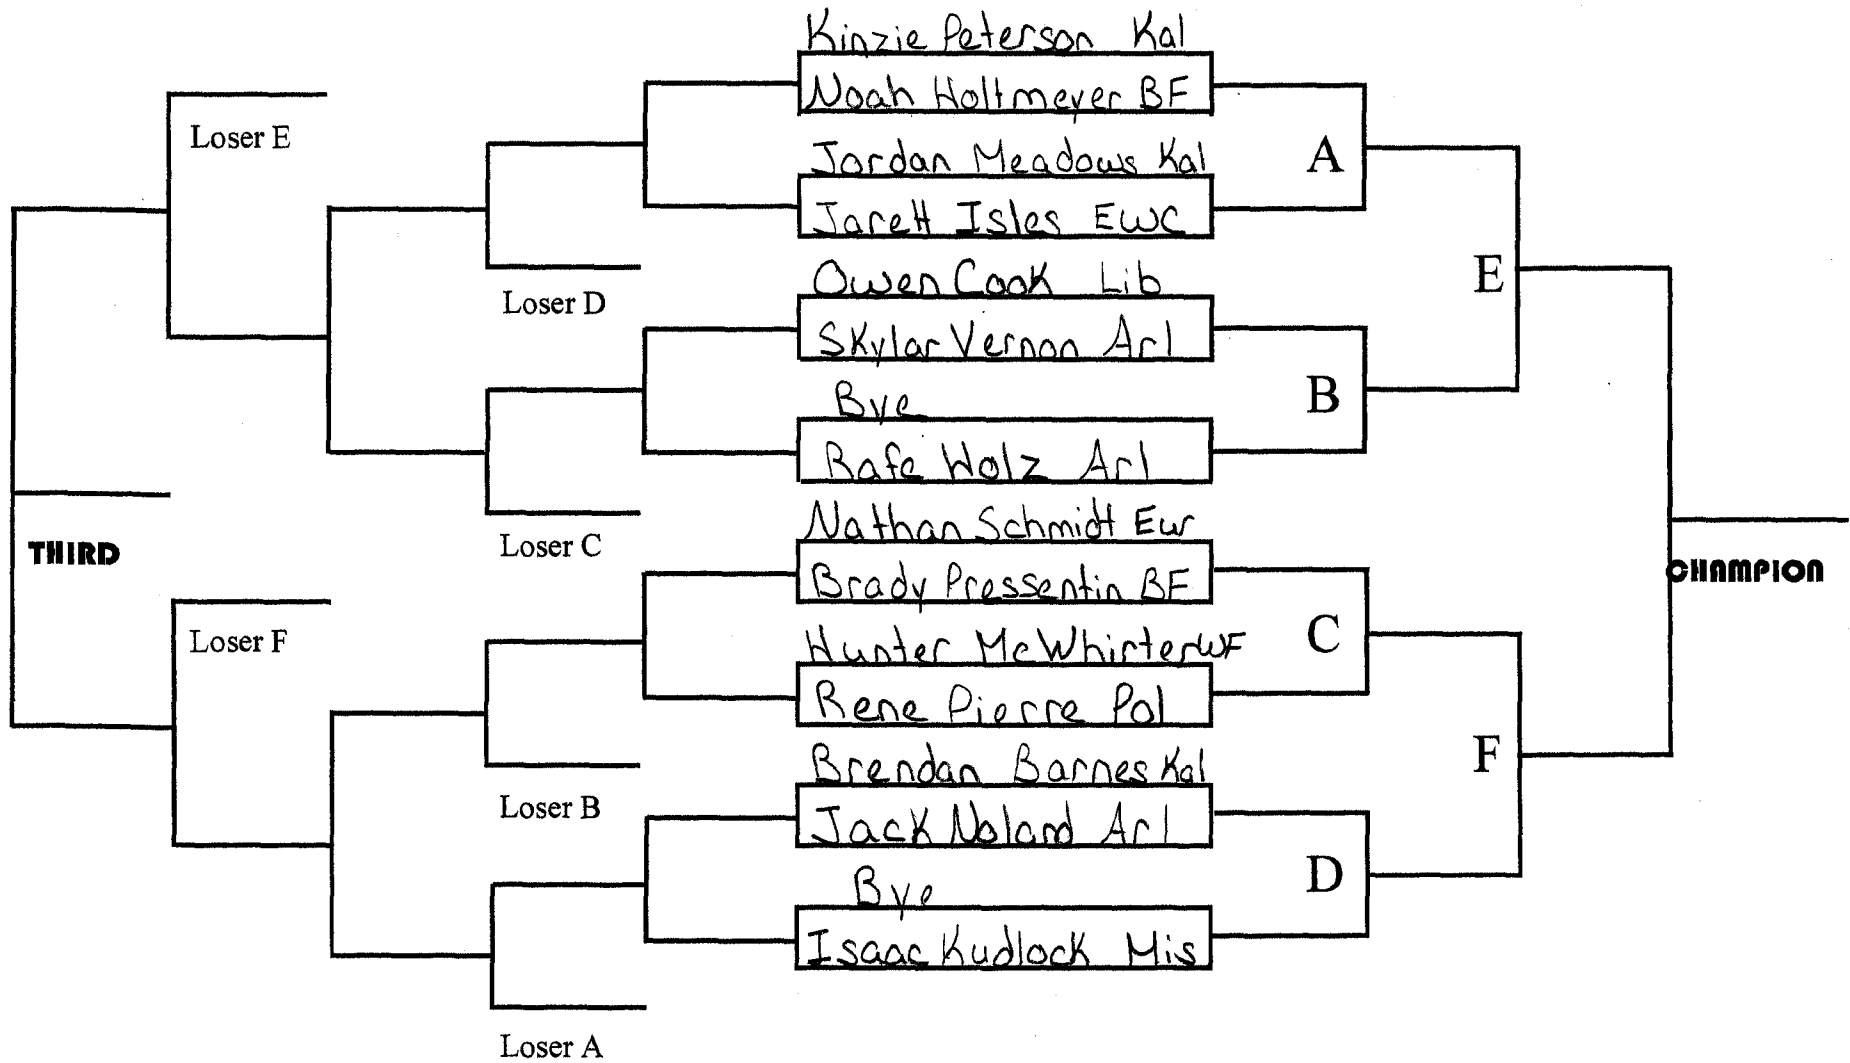 Kinzie Peterson Kal
Noah Holtmeyer BF
Loser E
Jordan Meadows Kal
A
Jarett Isles EWC
Owen Cook Lib
E
Loser D
Skylar Vernon Arl
Bye
B
Rafe Wolz Arl
Nathan Schmidt Ewr
Loser C
THIRD
Brady Pressentin BF
CHAMPION
Loser F
Hunter McWhirter WF
C
Rene Pierre Pol
Brendan Barnes Kal
F
Loser B
Jack Noland Arl
Bye
D
Isaac Kudlock Mis
Loser A